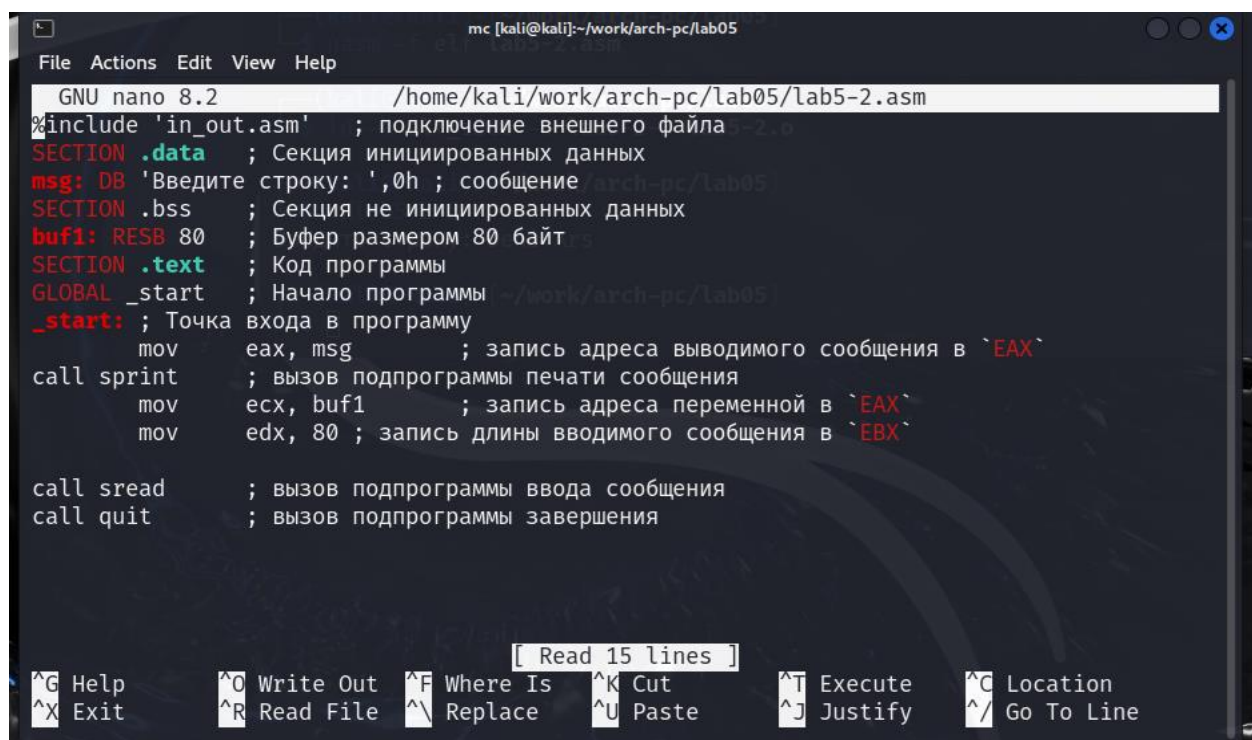 mc [kali@kali]:~/work/arch-pc/lab05
File Actions Edit View Help
GNU nano 8.2 /home/kali/work/arch-pc/lab05/lab5-2.asm
%include 'in_out.asm' ; подключение внешнего файла
SECTION .data ; Секция инициированных данных
msg: DB 'Введите строку: ',0h ; сообщение
SECTION .bss ; Секция не инициированных данных
buf1: RESB 80 ; Буфер размером 80 байт
SECTION .text ; Код программы
GLOBAL _start ; Начало программы
_start: ; Точка входа в программу
mov eax, msg ; запись адреса выводимого сообщения в `EAX`
call sprint ; вызов подпрограммы печати сообщения
mov ecx, buf1 ; запись адреса переменной в `EAX`
mov edx, 80 ; запись длины вводимого сообщения в `EBX`
call sread ; вызов подпрограммы ввода сообщения
call quit ; вызов подпрограммы завершения
[ Read 15 lines ]
^G Help ^O Write Out ^F Where Is ^K Cut ^T Execute ^C Location
^X Exit ^R Read File ^\ Replace ^U Paste ^J Justify ^/ Go To Line